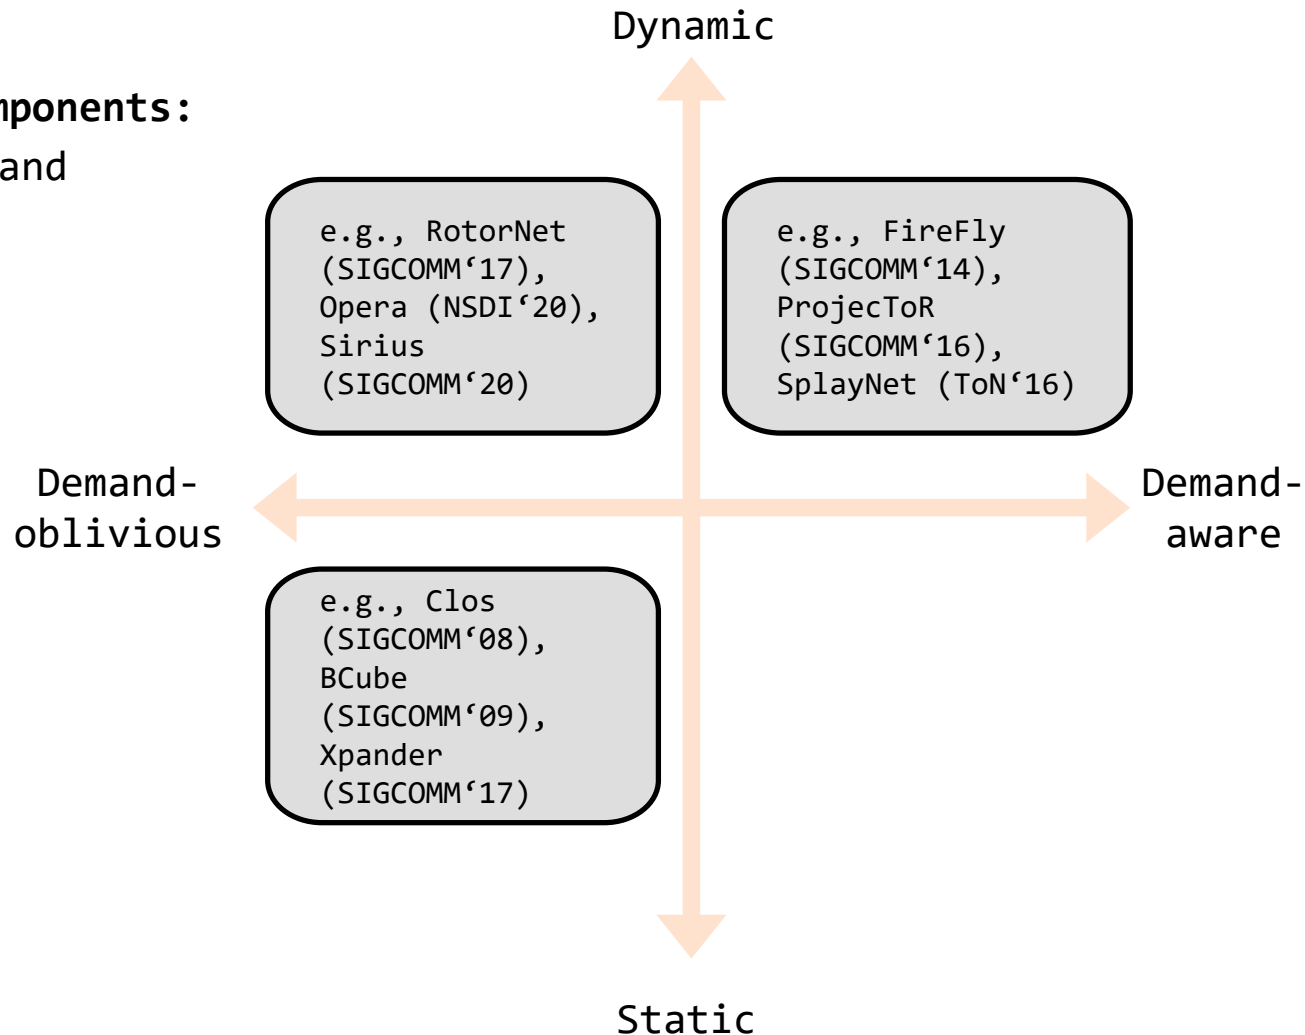 Dynamic
mponents:
and
e.g., RotorNet
(SIGCOMM‘17),
Opera (NSDI‘20),
Sirius
(SIGCOMM‘20)
e.g., FireFly
(SIGCOMM‘14),
ProjecToR
(SIGCOMM‘16),
SplayNet (ToN‘16)
Demand-
oblivious
Demand-
aware
e.g., Clos
(SIGCOMM‘08),
BCube
(SIGCOMM‘09),
Xpander
(SIGCOMM‘17)
Static